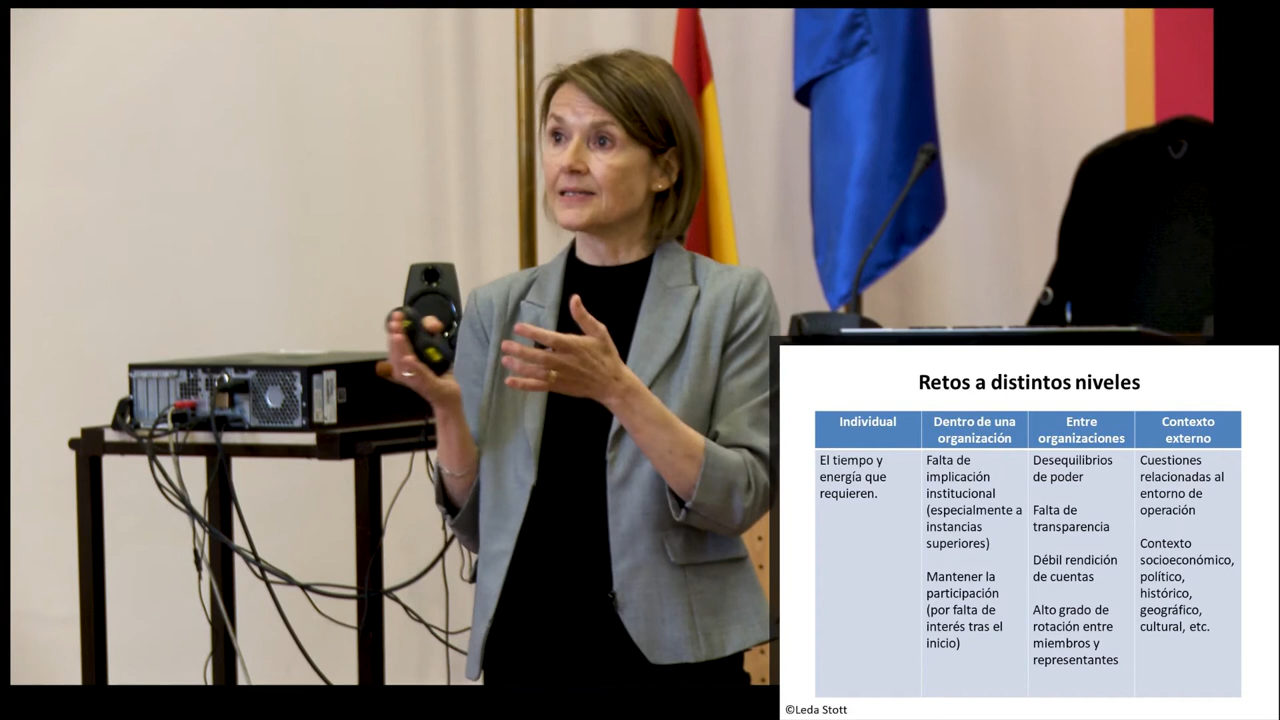 Retos a distintos niveles
Individual
Dentro de una
organización
Entre
organizaciones
Contexto
externo
El tiempo y
energía que
requieren.
Falta de
implicación
institucional
(especialmente a
instancias
superiores)
Mantener la
participación
(por falta de
interés tras el
inicio)
Desequilibrios
de poder
Falta de
transparencia
Débil rendición
de cuentas
Alto grado de
rotación entre
miembros y
representantes
Cuestiones
relacionadas al
entorno de
operación
Contexto
socioeconómico,
político,
histórico,
geográfico,
cultural, etc.
©Leda Stott